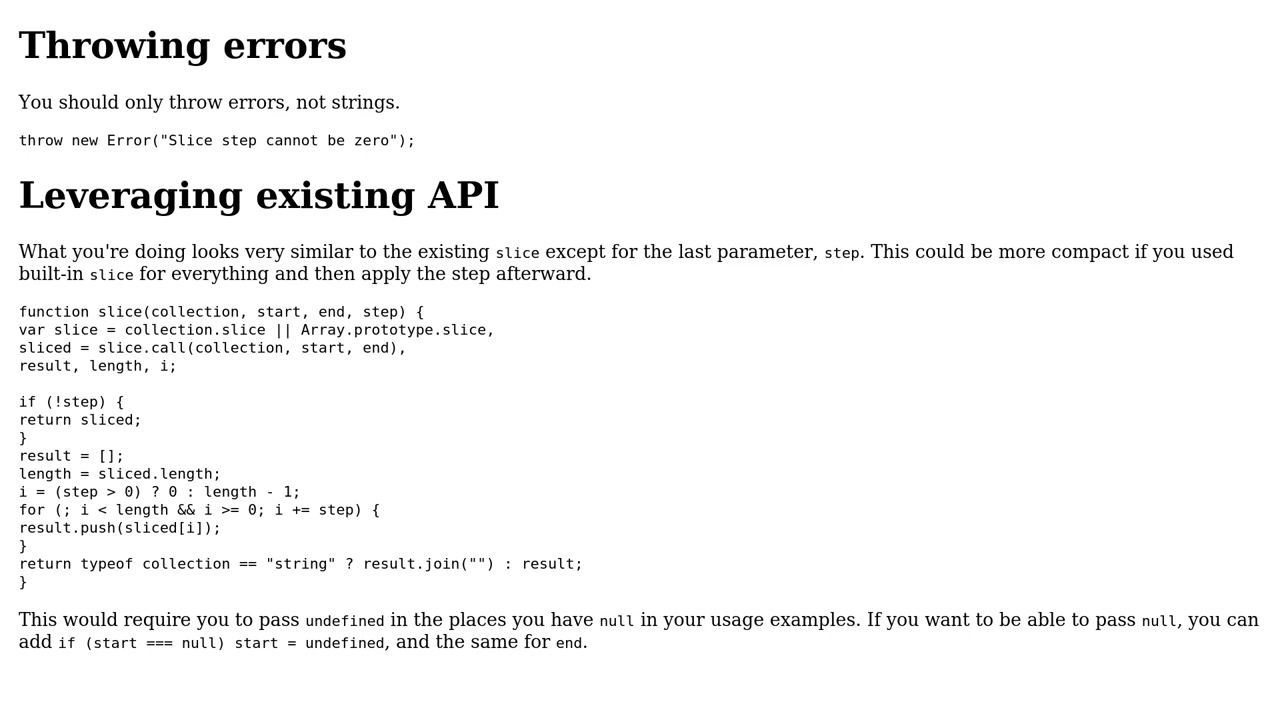 Throwing errors
You should only throw errors, not strings.
throw new Error("Slice step cannot be zero");
Leveraging existing API
What you're doing looks very similar to the existing slice except for the last parameter, step. This could be more compact if you used
built-in slice for everything and then apply the step afterward.
function slice(collection, start, end, step) {
var slice = collection.slice || Array.prototype.slice,
sliced = slice.call(collection, start, end),
result, length, i;
if (!step) {
return sliced;
}
result = [];
length = sliced.length;
i = (step > 0) ? 0 : length - 1;
for (; i < length && i >= 0; i += step) {
result.push(sliced[i]);
}
return typeof collection == "string" ? result.join("") : result;
}
This would require you to pass undefined in the places you have null in your usage examples. If you want to be able to pass null, you can
add if (start === null) start = undefined, and the same for end.